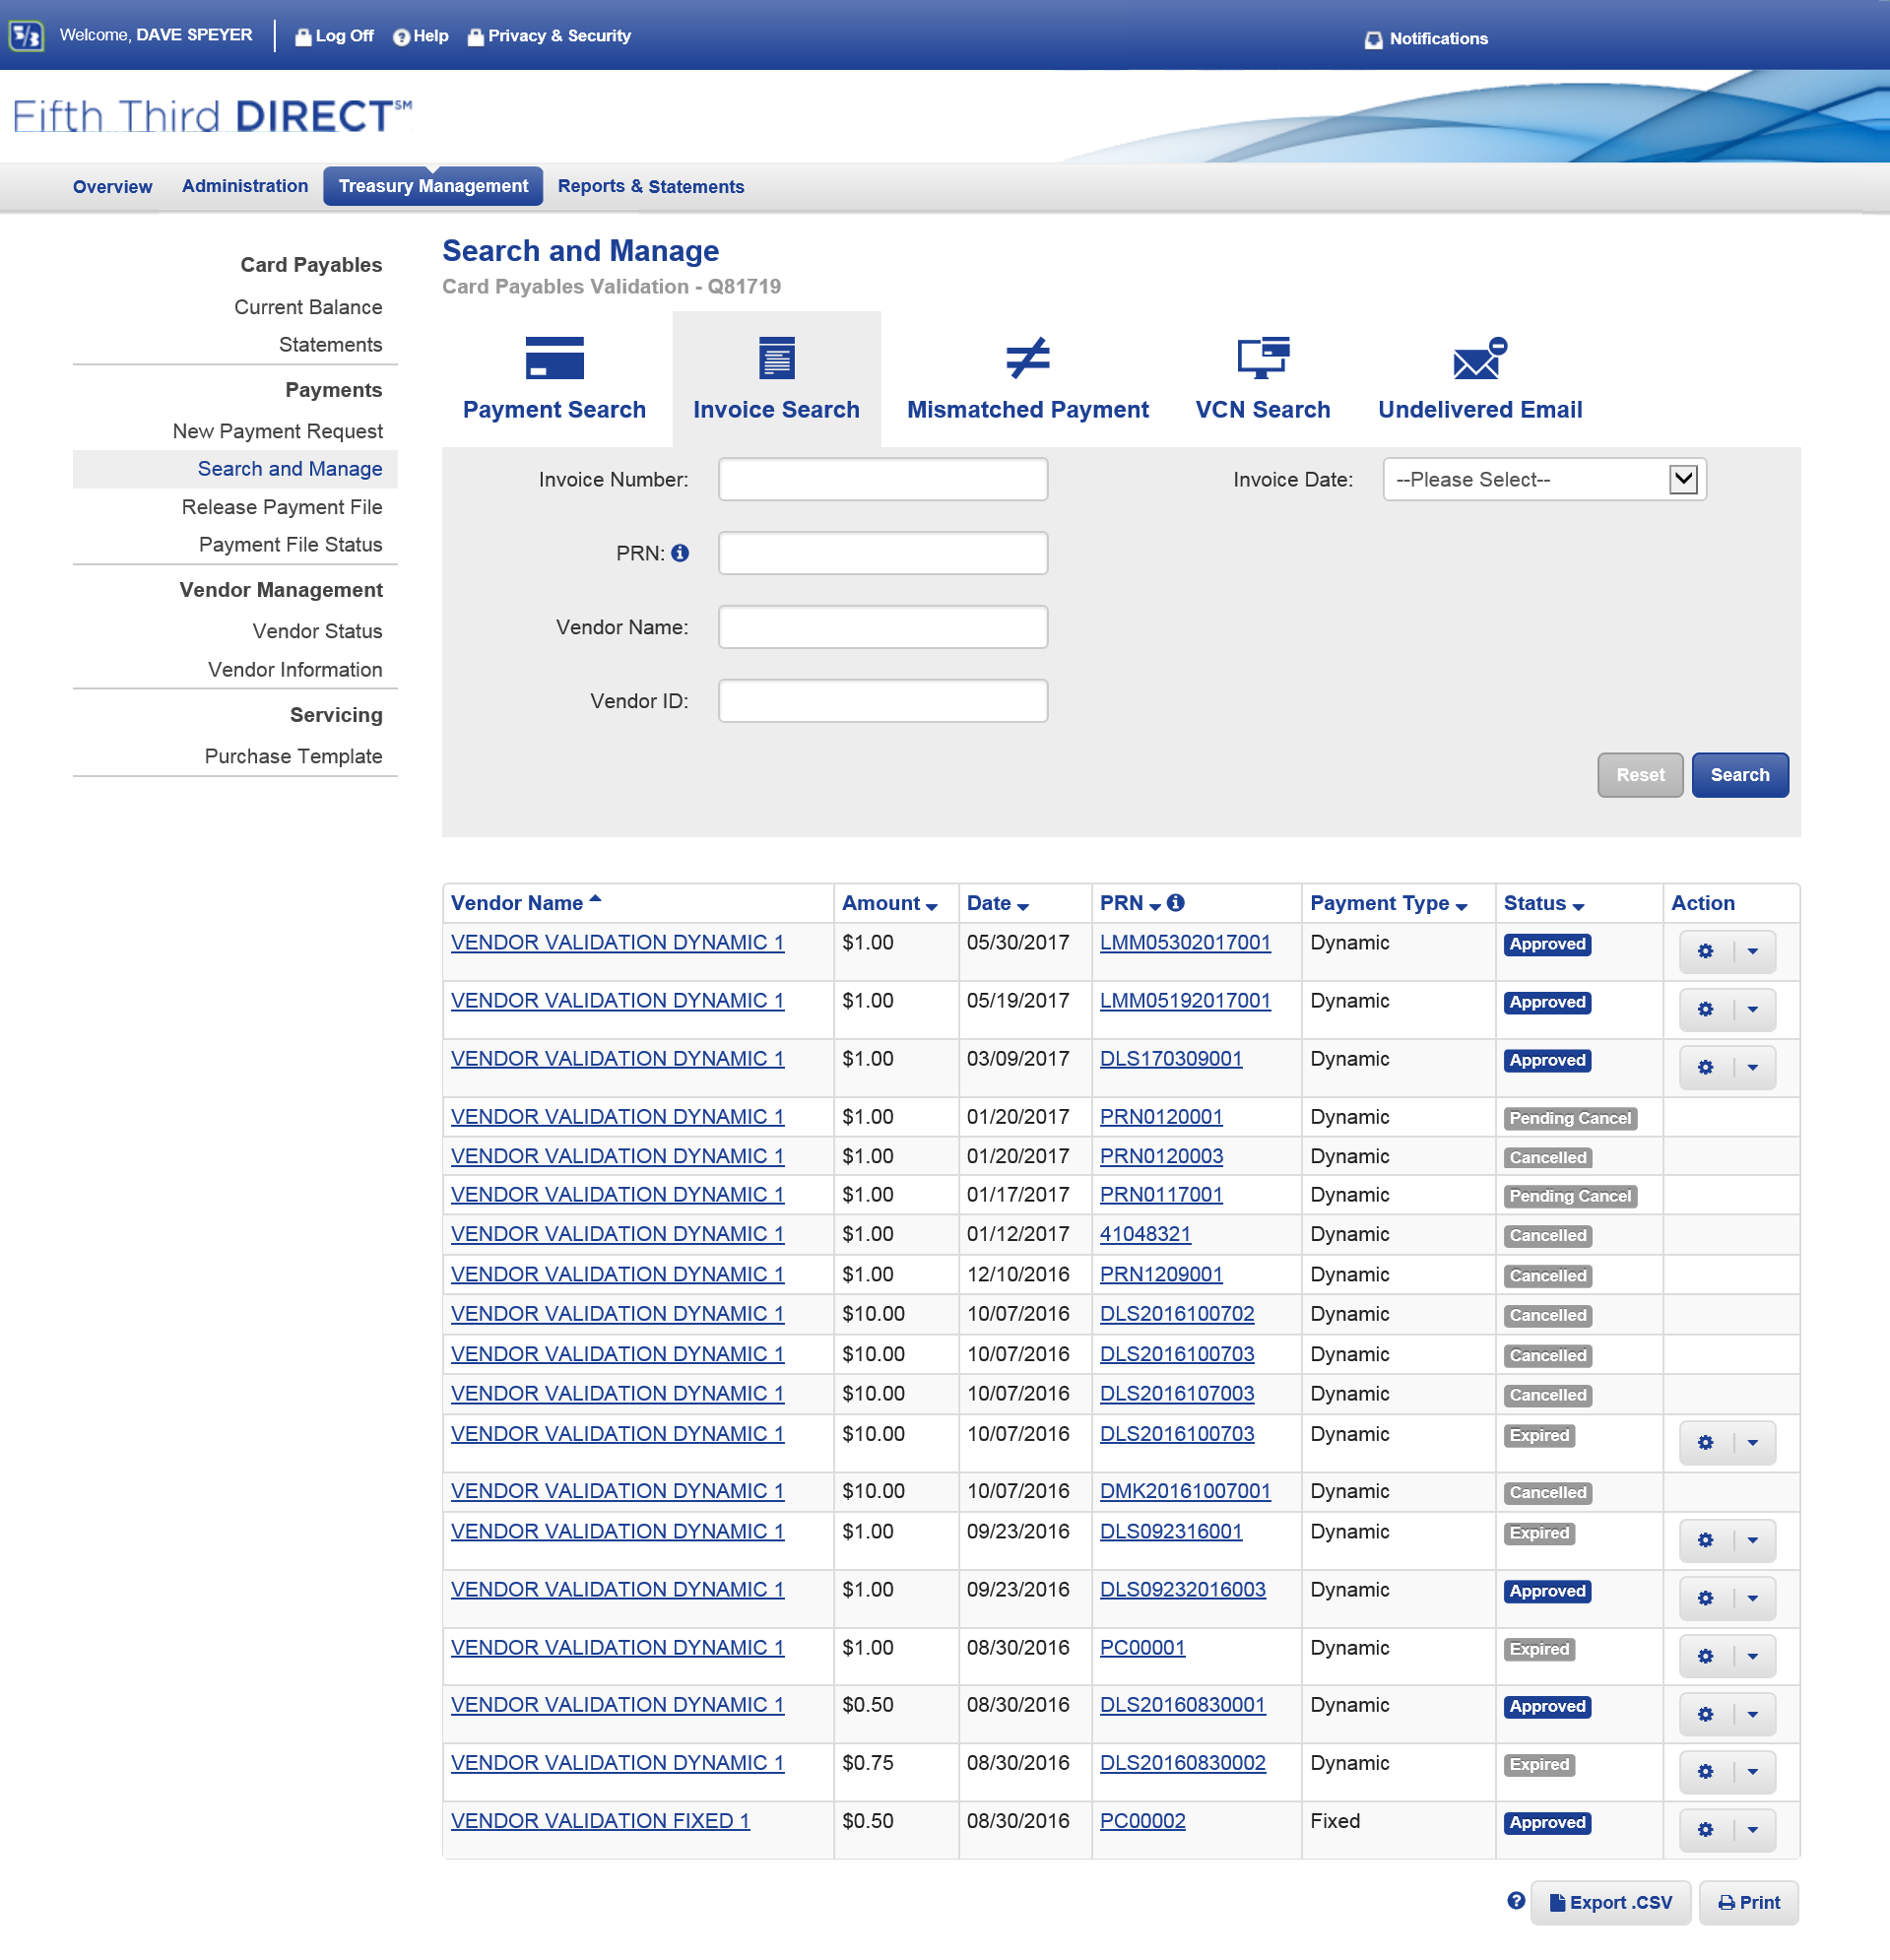 Welcome, DAVE SPEYER Log Off Help Privacy & Security Notifications
Fifth Third DIRECT℠
Overview Administration Treasury Management Reports & Statements
Card Payables
Current Balance
Statements
Payments
New Payment Request
Search and Manage
Release Payment File
Payment File Status
Vendor Management
Vendor Status
Vendor Information
Servicing
Purchase Template
Search and Manage
Card Payables Validation - Q81719
Payment Search Invoice Search Mismatched Payment VCN Search Undelivered Email
Invoice Number: Invoice Date: --Please Select--
PRN:
Vendor Name:
Vendor ID:
Reset Search
Vendor Name Amount Date PRN Payment Type Status Action
VENDOR VALIDATION DYNAMIC 1 $1.00 05/30/2017 LMM05302017001 Dynamic Approved
VENDOR VALIDATION DYNAMIC 1 $1.00 05/19/2017 LMM05192017001 Dynamic Approved
VENDOR VALIDATION DYNAMIC 1 $1.00 03/09/2017 DLS170309001 Dynamic Approved
VENDOR VALIDATION DYNAMIC 1 $1.00 01/20/2017 PRN0120001 Dynamic Pending Cancel
VENDOR VALIDATION DYNAMIC 1 $1.00 01/20/2017 PRN0120003 Dynamic Cancelled
VENDOR VALIDATION DYNAMIC 1 $1.00 01/17/2017 PRN0117001 Dynamic Pending Cancel
VENDOR VALIDATION DYNAMIC 1 $1.00 01/12/2017 41048321 Dynamic Cancelled
VENDOR VALIDATION DYNAMIC 1 $1.00 12/10/2016 PRN1209001 Dynamic Cancelled
VENDOR VALIDATION DYNAMIC 1 $10.00 10/07/2016 DLS2016100702 Dynamic Cancelled
VENDOR VALIDATION DYNAMIC 1 $10.00 10/07/2016 DLS2016100703 Dynamic Cancelled
VENDOR VALIDATION DYNAMIC 1 $10.00 10/07/2016 DLS2016107003 Dynamic Cancelled
VENDOR VALIDATION DYNAMIC 1 $10.00 10/07/2016 DLS2016100703 Dynamic Expired
VENDOR VALIDATION DYNAMIC 1 $10.00 10/07/2016 DMK20161007001 Dynamic Cancelled
VENDOR VALIDATION DYNAMIC 1 $1.00 09/23/2016 DLS092316001 Dynamic Expired
VENDOR VALIDATION DYNAMIC 1 $1.00 09/23/2016 DLS09232016003 Dynamic Approved
VENDOR VALIDATION DYNAMIC 1 $1.00 08/30/2016 PC00001 Dynamic Expired
VENDOR VALIDATION DYNAMIC 1 $0.50 08/30/2016 DLS20160830001 Dynamic Approved
VENDOR VALIDATION DYNAMIC 1 $0.75 08/30/2016 DLS20160830002 Dynamic Expired
VENDOR VALIDATION FIXED 1 $0.50 08/30/2016 PC00002 Fixed Approved
Export .CSV Print